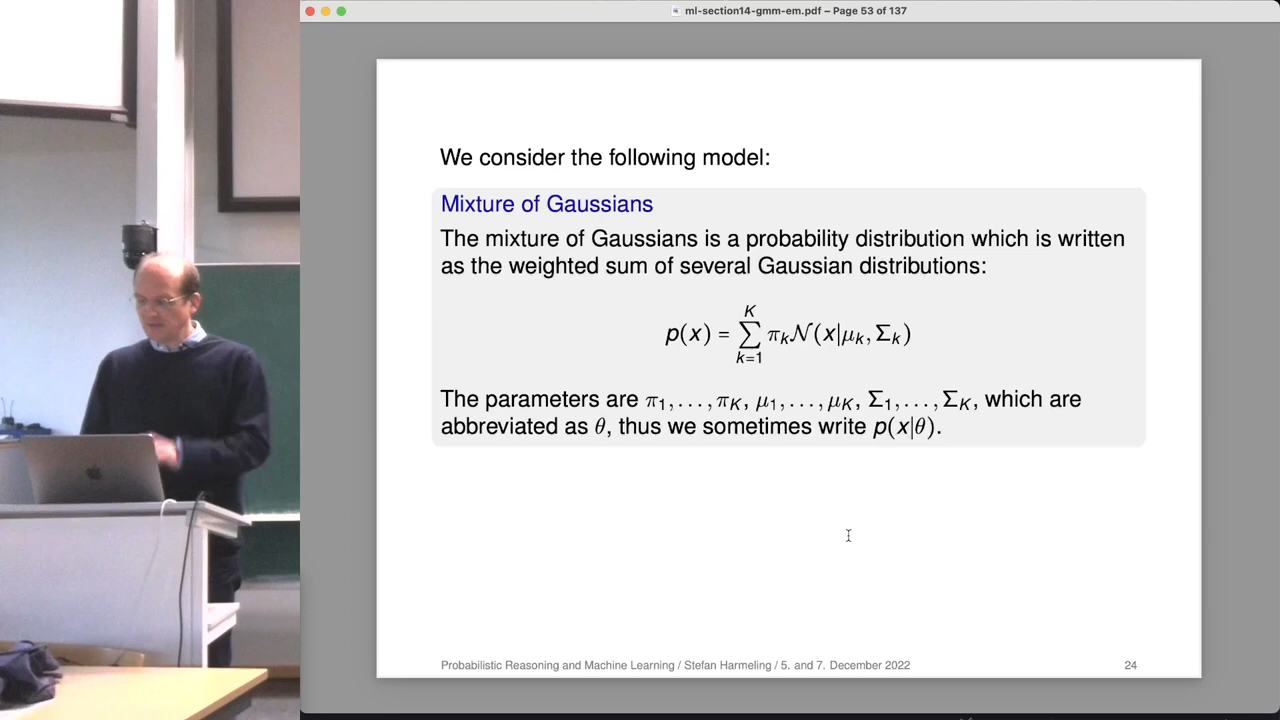 ml-section14-gmm-em.pdf – Page 53 of 137
We consider the following model:
Mixture of Gaussians
The mixture of Gaussians is a probability distribution which is written
as the weighted sum of several Gaussian distributions:
p(x) = ∑_{k=1}^{K} π_k 𝒩(x|μ_k, Σ_k)
The parameters are π_1, …, π_K, μ_1, …, μ_K, Σ_1, …, Σ_K, which are
abbreviated as θ, thus we sometimes write p(x|θ).
Probabilistic Reasoning and Machine Learning / Stefan Harmeling / 5. and 7. December 2022
24